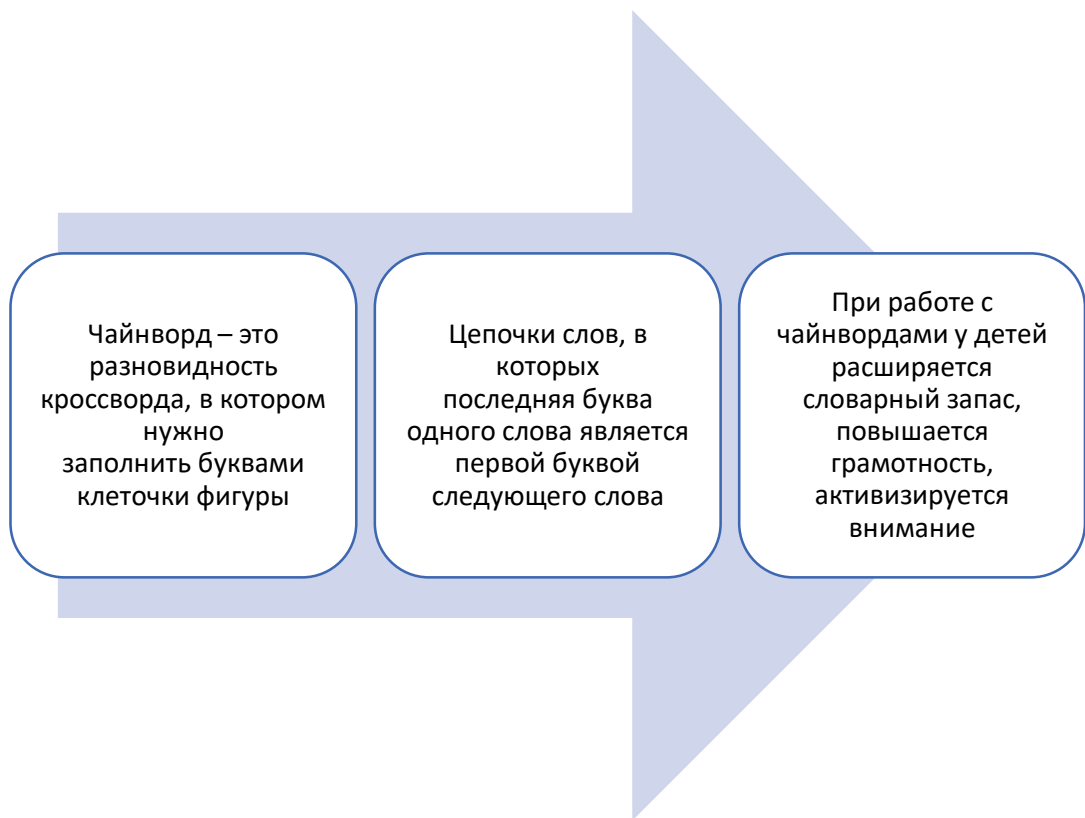 Чайнворд – это
разновидность
кроссворда, в котором
нужно
заполнить буквами
клеточки фигуры
Цепочки слов, в
которых
последняя буква
одного слова является
первой буквой
следующего слова
При работе с
чайнвордами у детей
расширяется
словарный запас,
повышается
грамотность,
активизируется
внимание